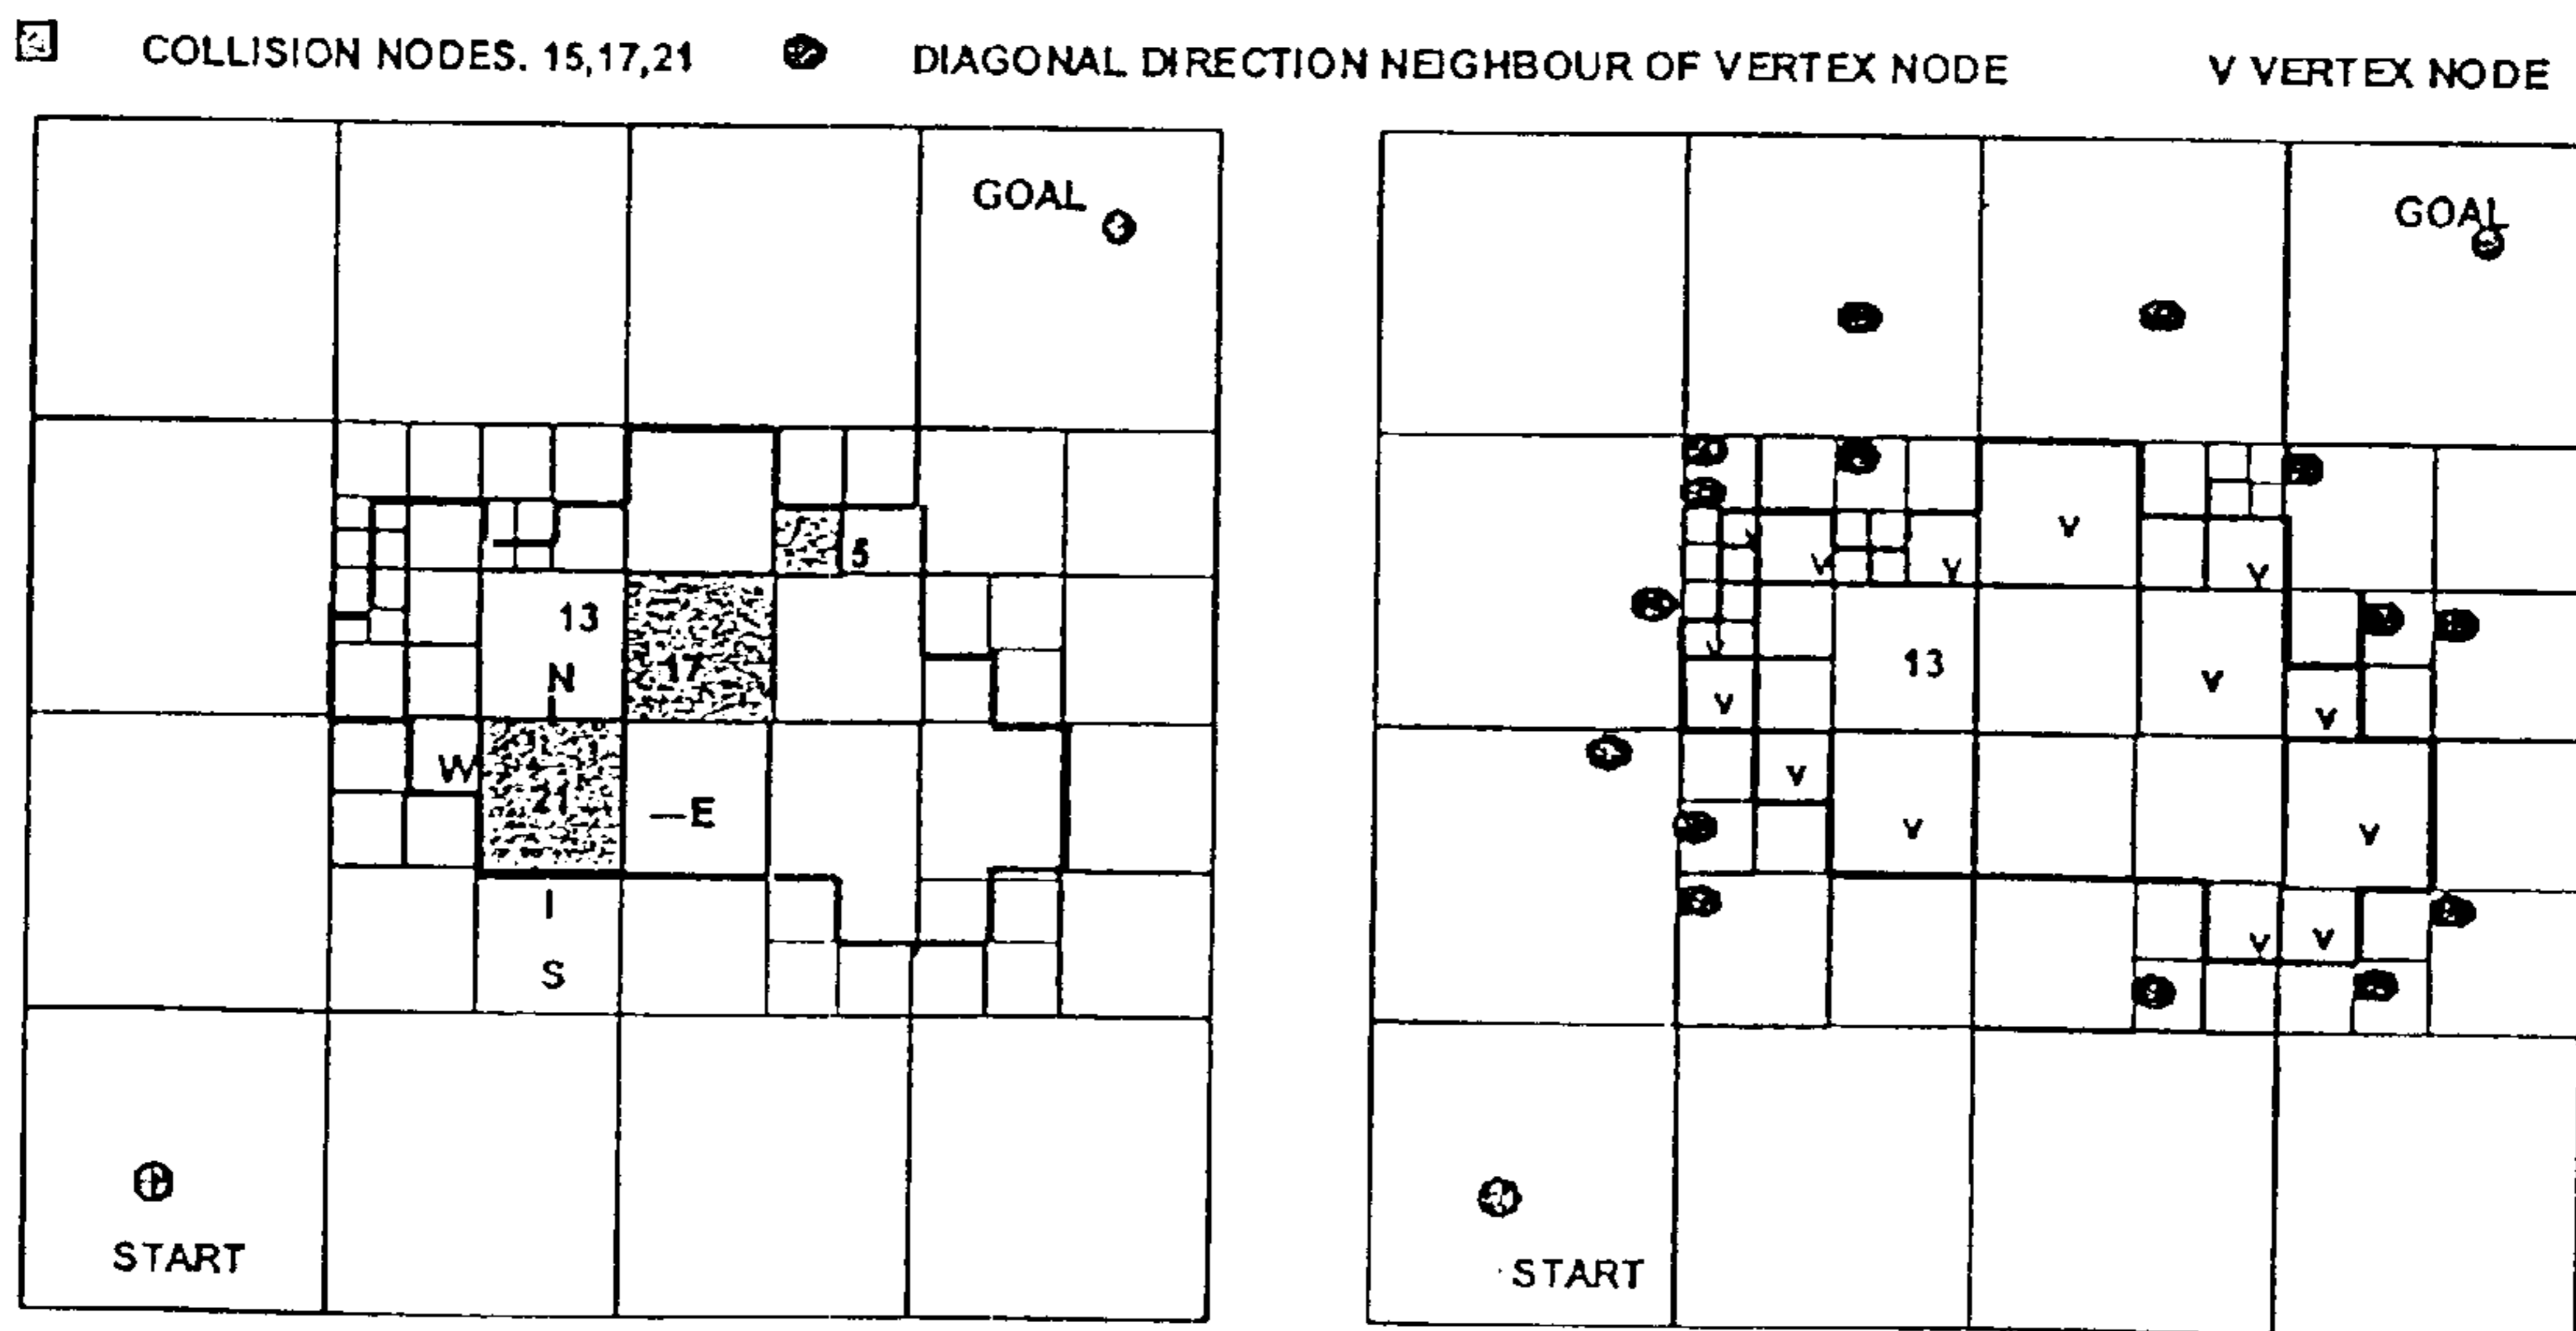 COLLISION NODES. 15,17,21
DIAGONAL DIRECTION NEIGHBOUR OF VERTEX NODE
V VERTEX NODE
GOAL
5
13
N
17
W
21
—E
S
START
GOAL
V
V
V
V
13
V
V
V
V
V
V
V
V
V
V
START